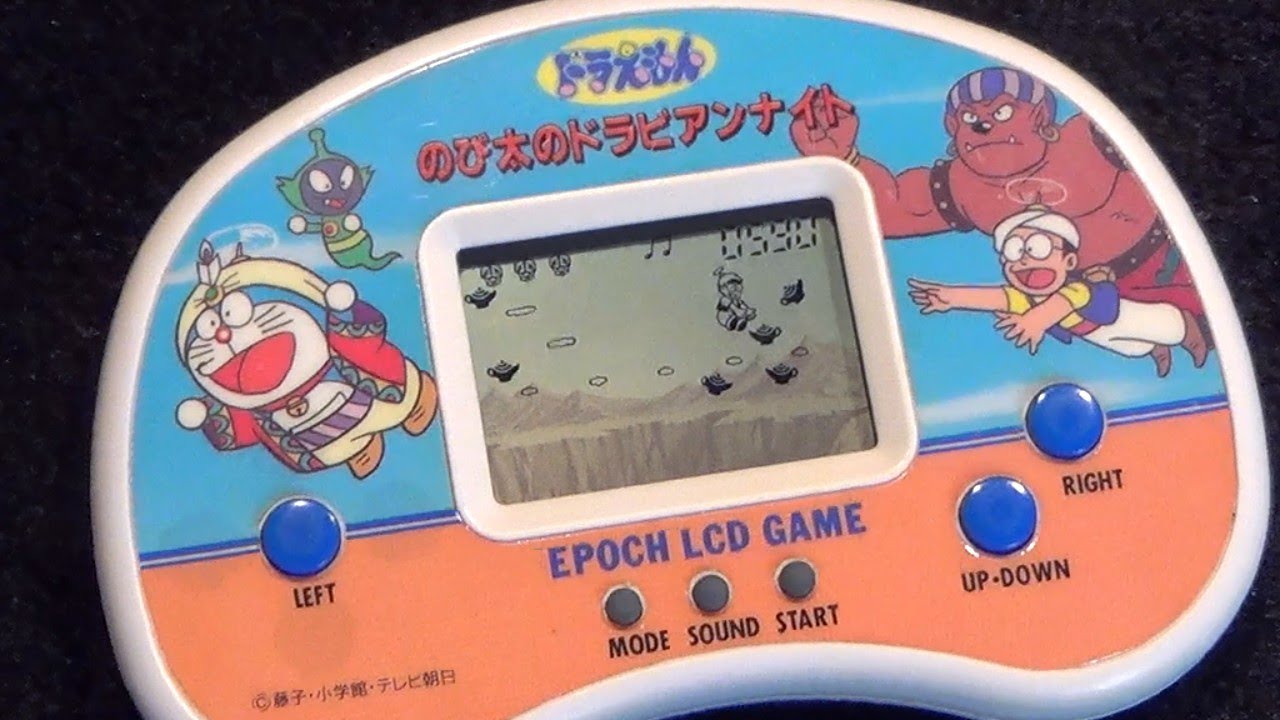 ドラえもん
のび太のドラビアンナイト
0590
EPOCH LCD GAME
LEFT
RIGHT
UP・DOWN
MODE SOUND START
©藤子・小学館・テレビ朝日